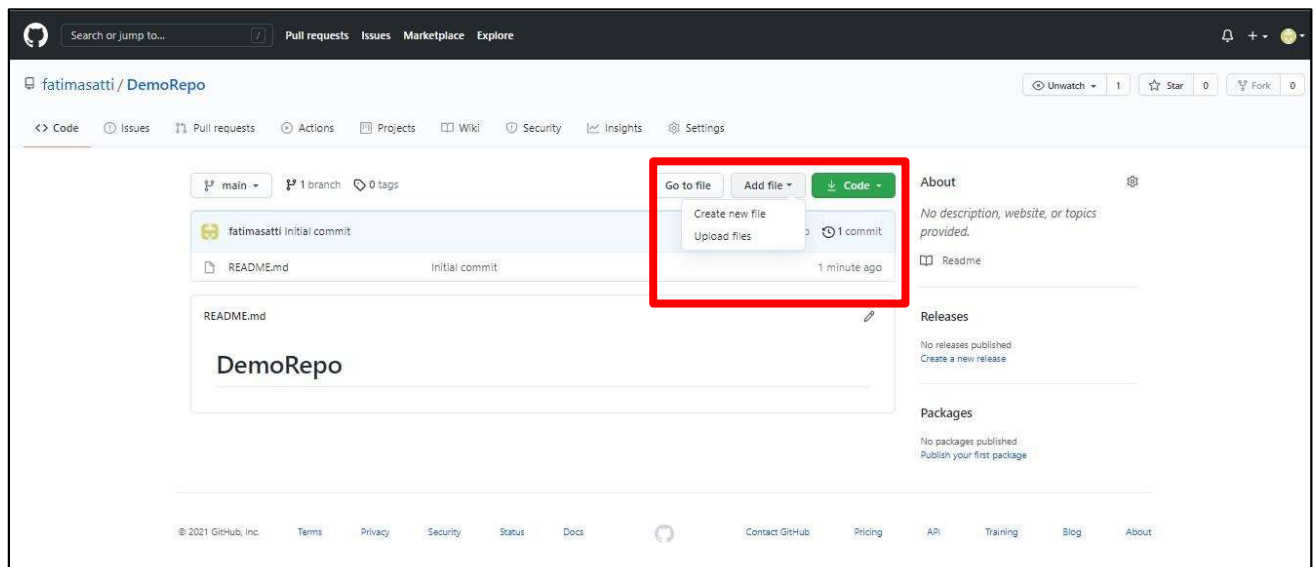 Search or jump to... / Pull requests Issues Marketplace Explore
fatimasatti / DemoRepo Unwatch 1 Star 0 Fork 0
<> Code Issues Pull requests Actions Projects Wiki Security Insights Settings
main 1 branch 0 tags Go to file Add file Code About
Create new file
Upload files
No description, website, or topics
provided.
fatimasatti Initial commit 1 commit
README.md Initial commit 1 minute ago
Readme
README.md
DemoRepo
Releases
No releases published
Create a new release
Packages
No packages published
Publish your first package
© 2021 GitHub, Inc. Terms Privacy Security Status Docs Contact GitHub Pricing API Training Blog About